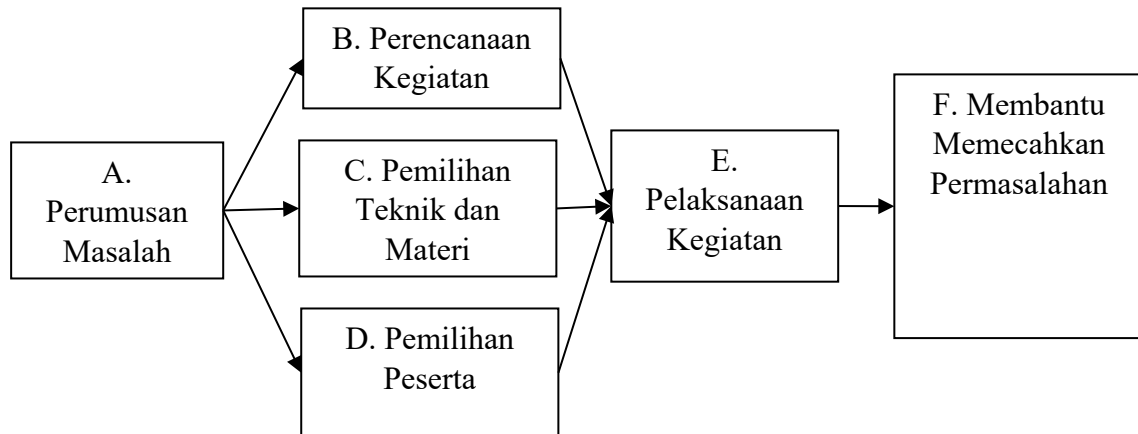 A.
Perumusan
Masalah
B. Perencanaan
Kegiatan
C. Pemilihan
Teknik dan
Materi
D. Pemilihan
Peserta
E.
Pelaksanaan
Kegiatan
F. Membantu
Memecahkan
Permasalahan